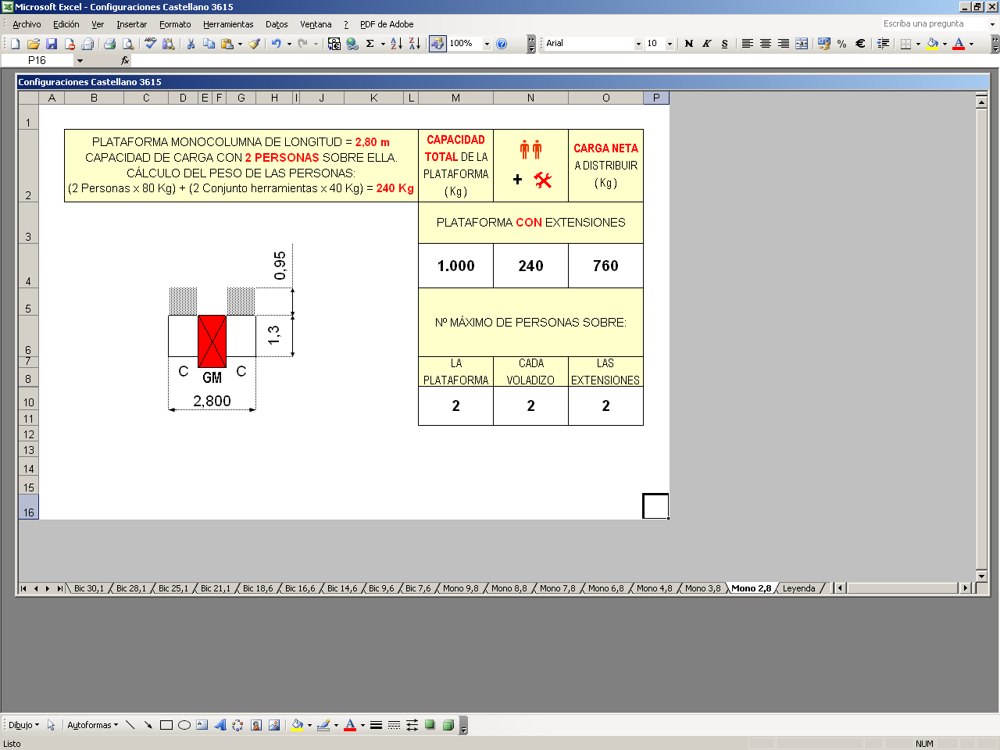 Microsoft Excel - Configuraciones Castellano 3615
Archivo Edición Ver Insertar Formato Herramientas Datos Ventana ? PDF de Adobe
Escriba una pregunta
100%
Arial 10 N K S % €
P16 fx
Configuraciones Castellano 3615
A B C D E F G H I J K L M N O P
1
2
3
4
5
6
7
8
10
11
12
13
14
15
16
PLATAFORMA MONOCOLUMNA DE LONGITUD = 2,80 m
CAPACIDAD DE CARGA CON 2 PERSONAS SOBRE ELLA.
CÁLCULO DEL PESO DE LAS PERSONAS:
(2 Personas x 80 Kg) + (2 Conjunto herramientas x 40 Kg) = 240 Kg
CAPACIDAD
TOTAL DE LA
PLATAFORMA
( Kg )
+
CARGA NETA
A DISTRIBUIR
( Kg )
PLATAFORMA CON EXTENSIONES
1.000 240 760
Nº MÁXIMO DE PERSONAS SOBRE:
LA
PLATAFORMA
CADA
VOLADIZO
LAS
EXTENSIONES
2 2 2
0,95
1,3
C C
GM
2,800
Bic 30,1 Bic 28,1 Bic 25,1 Bic 21,1 Bic 18,6 Bic 16,6 Bic 14,6 Bic 9,6 Bic 7,6 Mono 9,8 Mono 8,8 Mono 7,8 Mono 6,8 Mono 4,8 Mono 3,8 Mono 2,8 Leyenda
Dibujo Autoformas
Listo
NUM